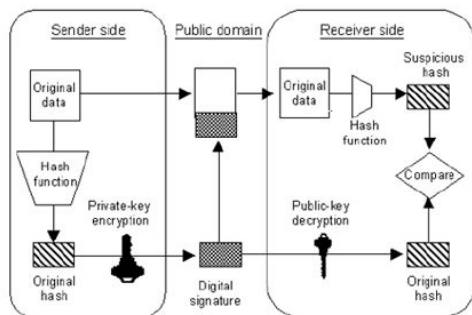 Sender side
Public domain
Receiver side
Original
data
Hash
function
Original
hash
Private-key
encryption
Digital
signature
Original
data
Hash
function
Suspicious
hash
Compare
Public-key
decryption
Original
hash